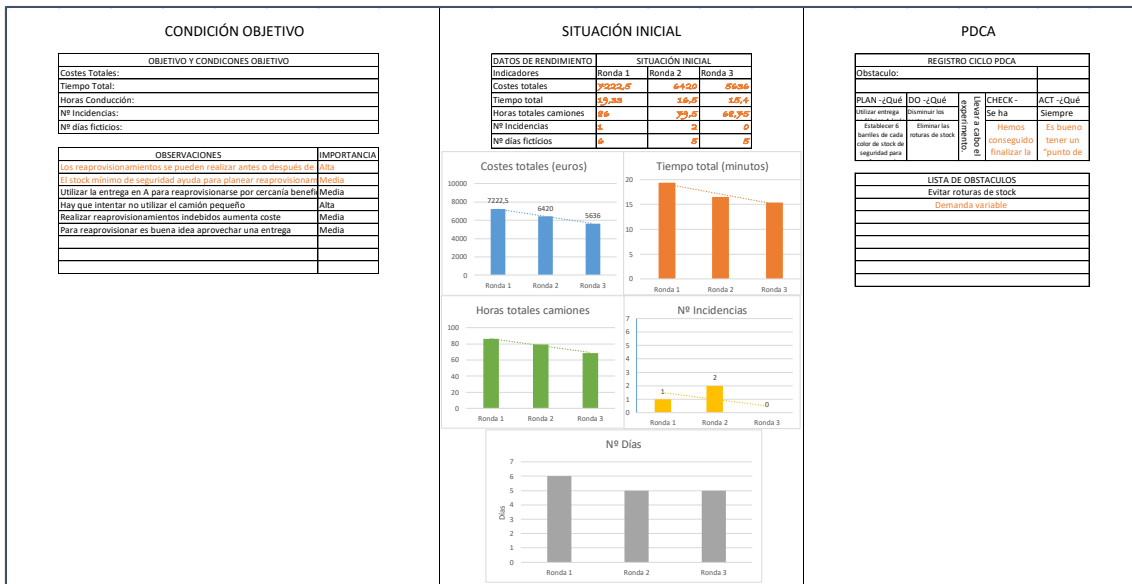 CONDICIÓN OBJETIVO
OBJETIVO Y CONDICONES OBJETIVO
Costes Totales:
Tiempo Total:
Horas Conducción:
Nº Incidencias:
Nº días ficticios:
OBSERVACIONES IMPORTANCIA
Los reaprovisionamientos se pueden realizar antes o después de Alta
El stock mínimo de seguridad ayuda para planear reaprovisionam Media
Utilizar la entrega en A para reaprovisionarse por cercanía benefi Media
Hay que intentar no utilizar el camión pequeño Alta
Realizar reaprovisionamientos indebidos aumenta coste Media
Para reaprovisionar es buena idea aprovechar una entrega Media
SITUACIÓN INICIAL
DATOS DE RENDIMIENTO SITUACIÓN INICIAL
Indicadores Ronda 1 Ronda 2 Ronda 3
Costes totales 7222,5 6420 5636
Tiempo total 19,33 16,5 15,4
Horas totales camiones 86 79,5 68,75
Nº Incidencias 1 2 0
Nº días ficticios 6 5 5
Costes totales (euros)
10000
8000
6000
4000
2000
0
7222,5 6420 5636
Ronda 1 Ronda 2 Ronda 3
Tiempo total (minutos)
20
15
10
5
0
Ronda 1 Ronda 2 Ronda 3
Horas totales camiones
100
80
60
40
20
0
Ronda 1 Ronda 2 Ronda 3
Nº Incidencias
7
6
5
4
3
2
1
0
1 2 0
Ronda 1 Ronda 2 Ronda 3
Nº Días
Días
7
6
5
4
3
2
1
0
Ronda 1 Ronda 2 Ronda 3
PDCA
REGISTRO CICLO PDCA
Obstaculo:
PLAN -¿Qué DO -¿Qué Llevar a cabo el experimento. CHECK - ACT -¿Qué
Utilizar entrega Disminuir los Se ha Siempre
Establecer 6 barriles de cada color de stock de seguridad para
Eliminar las roturas de stock
Hemos conseguido finalizar la
Es bueno tener un "punto de
LISTA DE OBSTACULOS
Evitar roturas de stock
Demanda variable